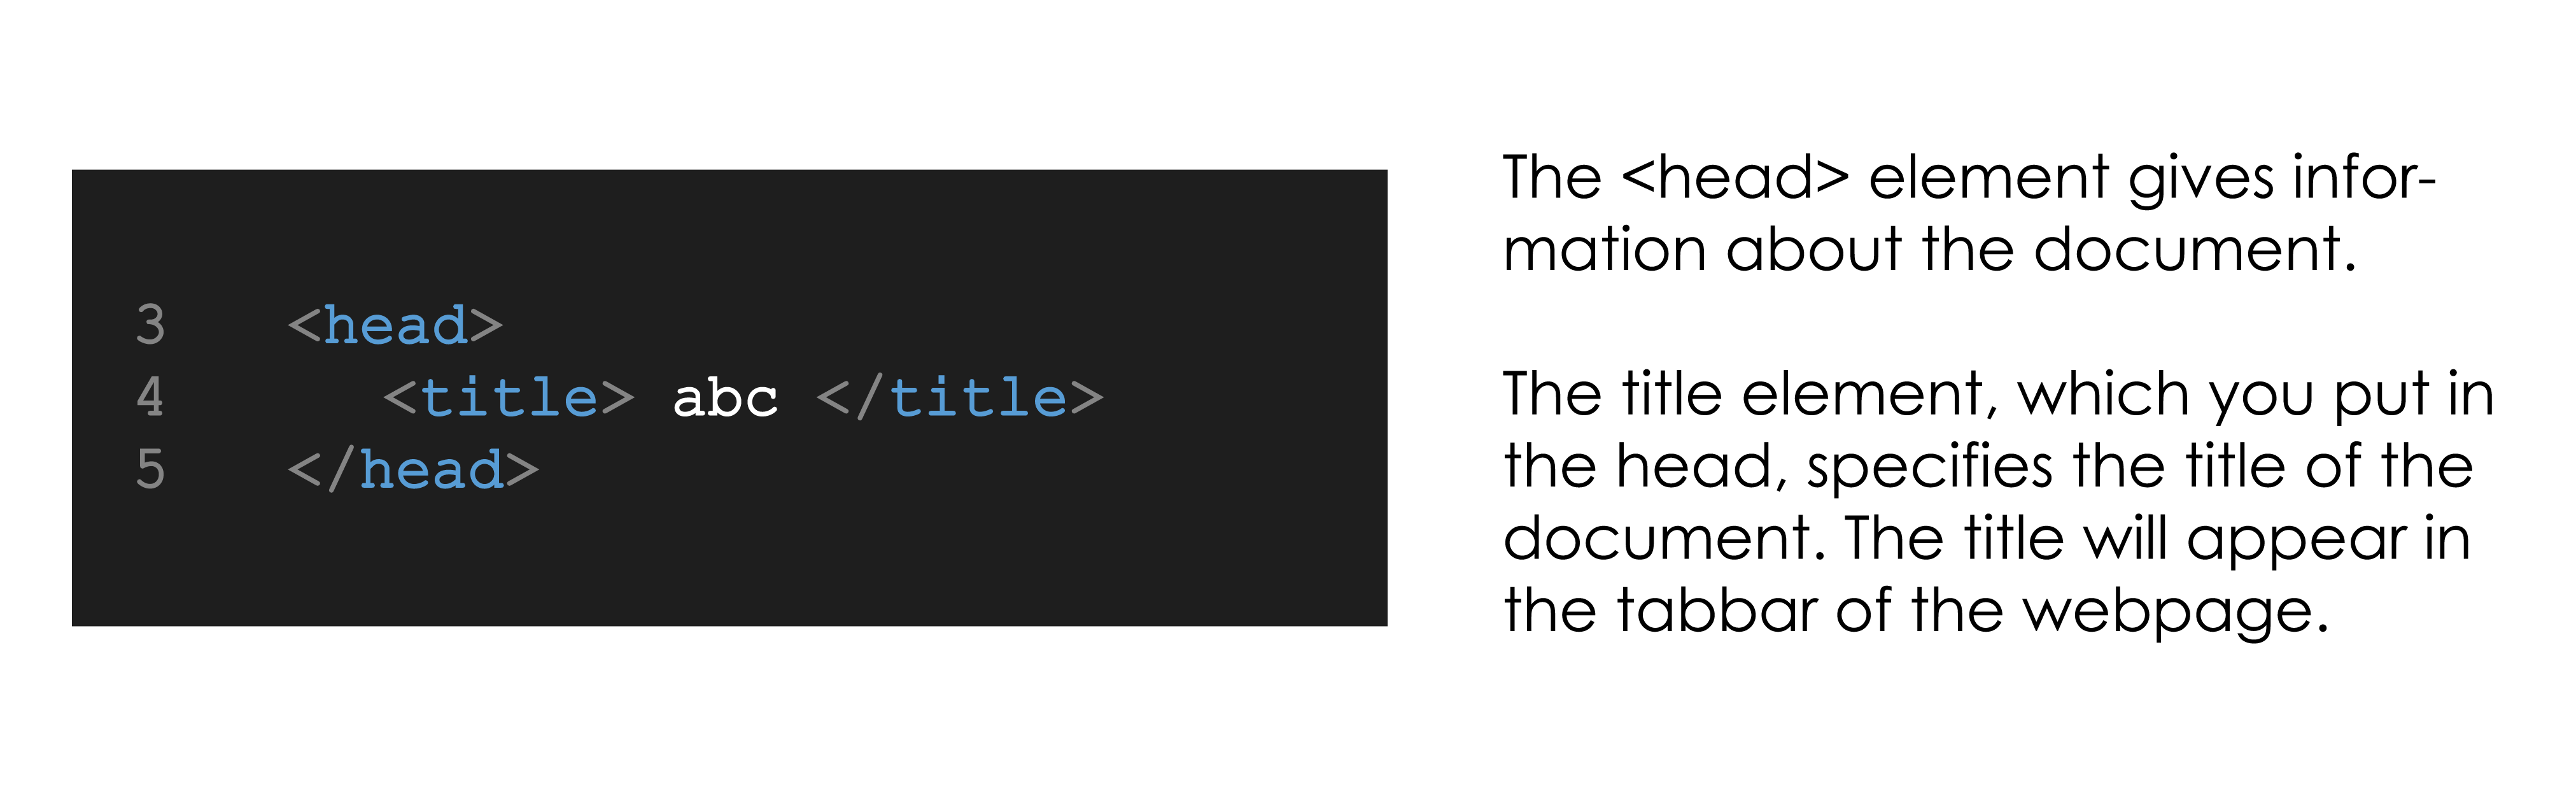 3 <head>
4 <title> abc </title>
5 </head>
The <head> element gives infor-
mation about the document.
The title element, which you put in
the head, specifies the title of the
document. The title will appear in
the tabbar of the webpage.